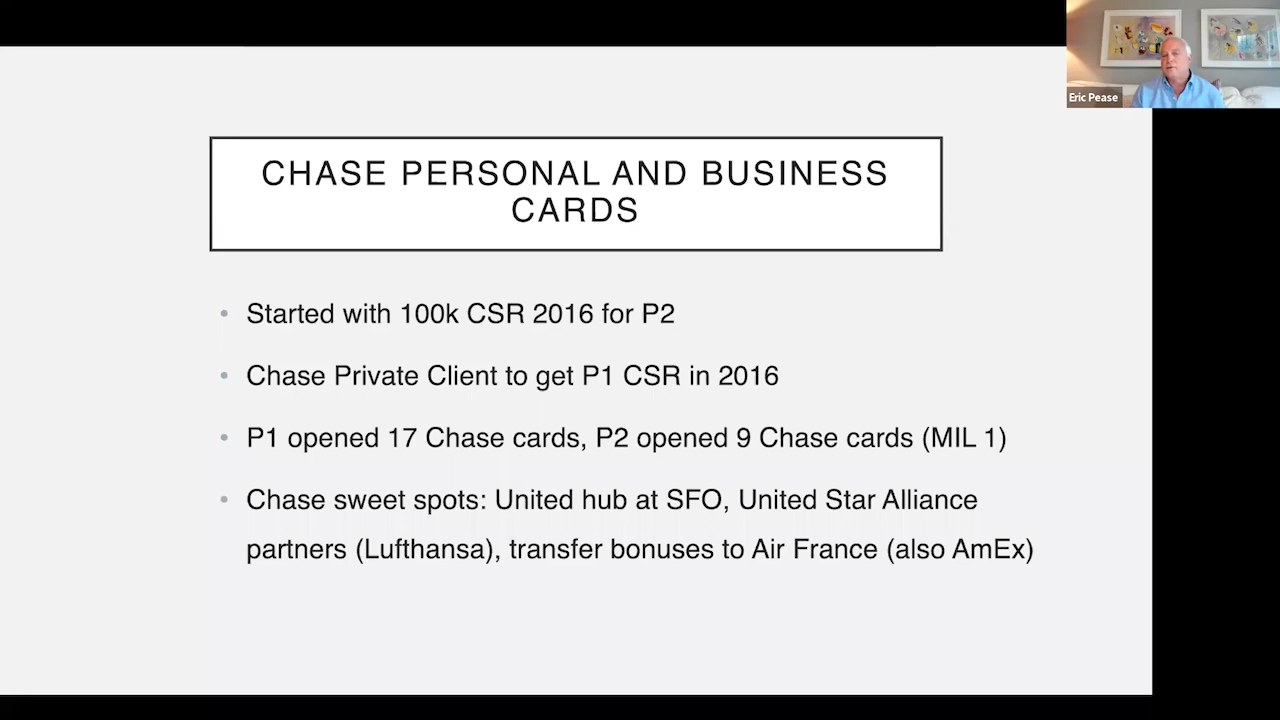 Eric Pease
CHASE PERSONAL AND BUSINESS
CARDS
• Started with 100k CSR 2016 for P2
• Chase Private Client to get P1 CSR in 2016
• P1 opened 17 Chase cards, P2 opened 9 Chase cards (MIL 1)
• Chase sweet spots: United hub at SFO, United Star Alliance
partners (Lufthansa), transfer bonuses to Air France (also AmEx)